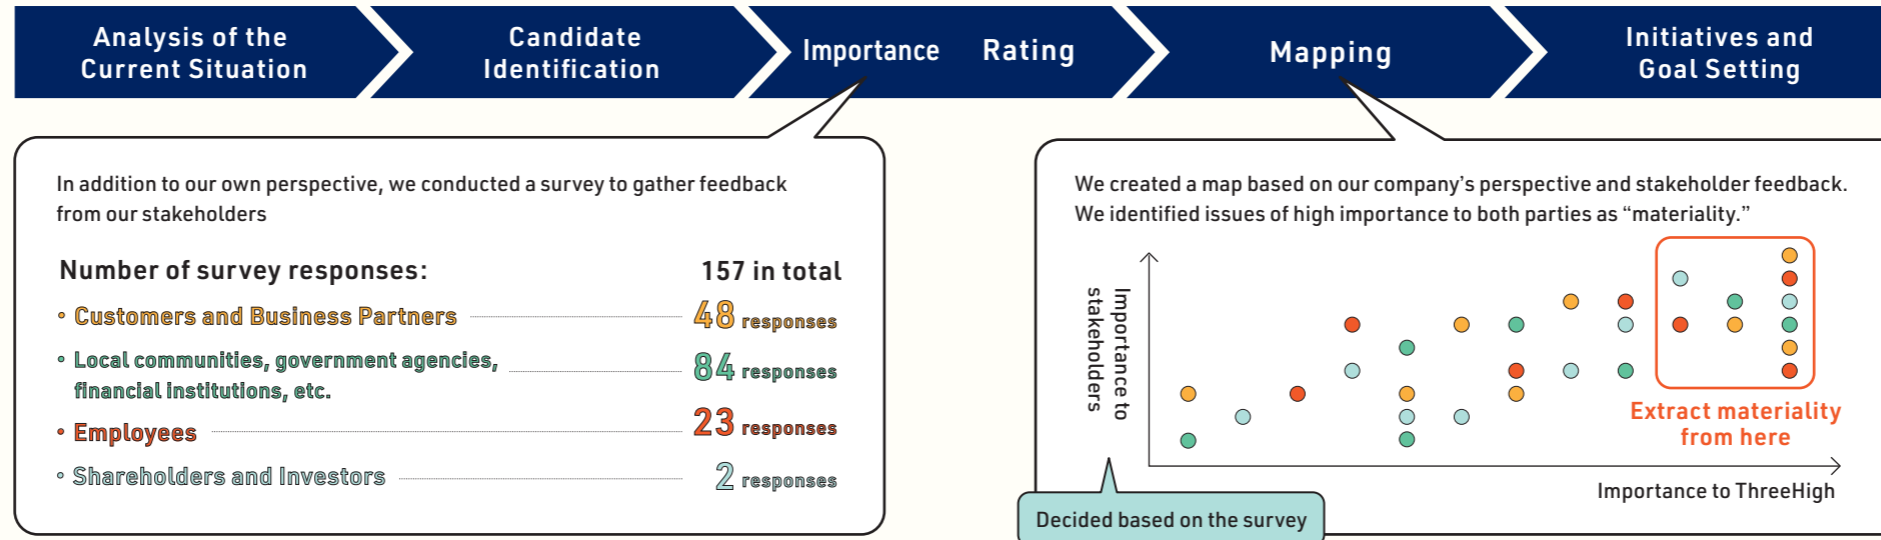 Analysis of the
Current Situation
Candidate
Identification
Importance Rating
Mapping
Initiatives and
Goal Setting
In addition to our own perspective, we conducted a survey to gather feedback
from our stakeholders
Number of survey responses: 157 in total
• Customers and Business Partners 48 responses
• Local communities, government agencies,
financial institutions, etc. 84 responses
• Employees 23 responses
• Shareholders and Investors 2 responses
We created a map based on our company's perspective and stakeholder feedback.
We identified issues of high importance to both parties as “materiality.”
Importance to
stakeholders
Extract materiality
from here
Importance to ThreeHigh
Decided based on the survey